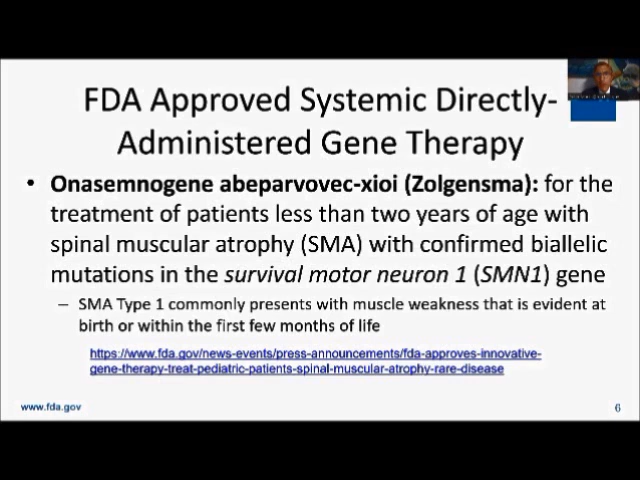 FDA Approved Systemic Directly-
Administered Gene Therapy
• Onasemnogene abeparvovec-xioi (Zolgensma): for the
treatment of patients less than two years of age with
spinal muscular atrophy (SMA) with confirmed biallelic
mutations in the survival motor neuron 1 (SMN1) gene
– SMA Type 1 commonly presents with muscle weakness that is evident at
birth or within the first few months of life
https://www.fda.gov/news-events/press-announcements/fda-approves-innovative-
gene-therapy-treat-pediatric-patients-spinal-muscular-atrophy-rare-disease
www.fda.gov
6